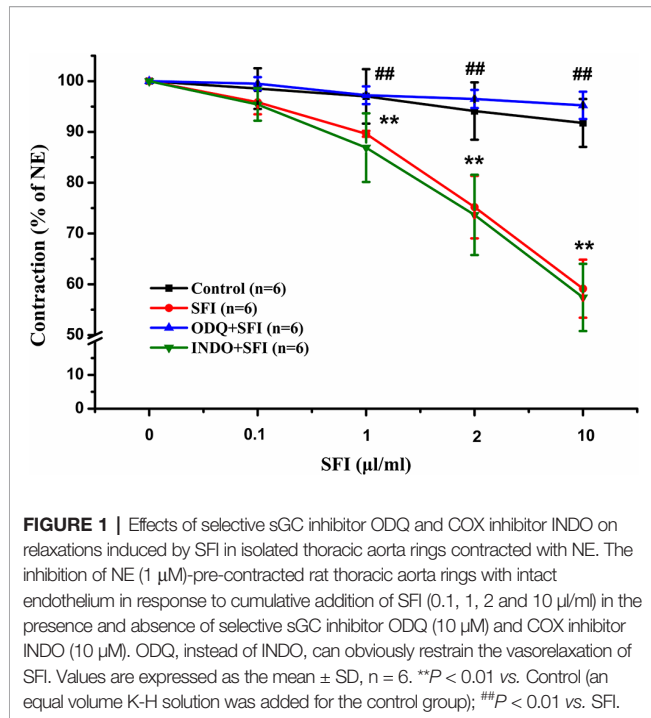 ##
##
##
100
**
90
**
80
70
**
60
50
10
0
Contraction (% of NE)
Control (n=6)
SFI (n=6)
ODQ+SFI (n=6)
INDO+SFI (n=6)
0 0.1 1 2 10
SFI (μl/ml)
FIGURE 1 | Effects of selective sGC inhibitor ODQ and COX inhibitor INDO on
relaxations induced by SFI in isolated thoracic aorta rings contracted with NE. The
inhibition of NE (1 μM)-pre-contracted rat thoracic aorta rings with intact
endothelium in response to cumulative addition of SFI (0.1, 1, 2 and 10 μl/ml) in the
presence and absence of selective sGC inhibitor ODQ (10 μM) and COX inhibitor
INDO (10 μM). ODQ, instead of INDO, can obviously restrain the vasorelaxation of
SFI. Values are expressed as the mean ± SD, n = 6. **P < 0.01 vs. Control (an
equal volume K-H solution was added for the control group); ##P < 0.01 vs. SFI.